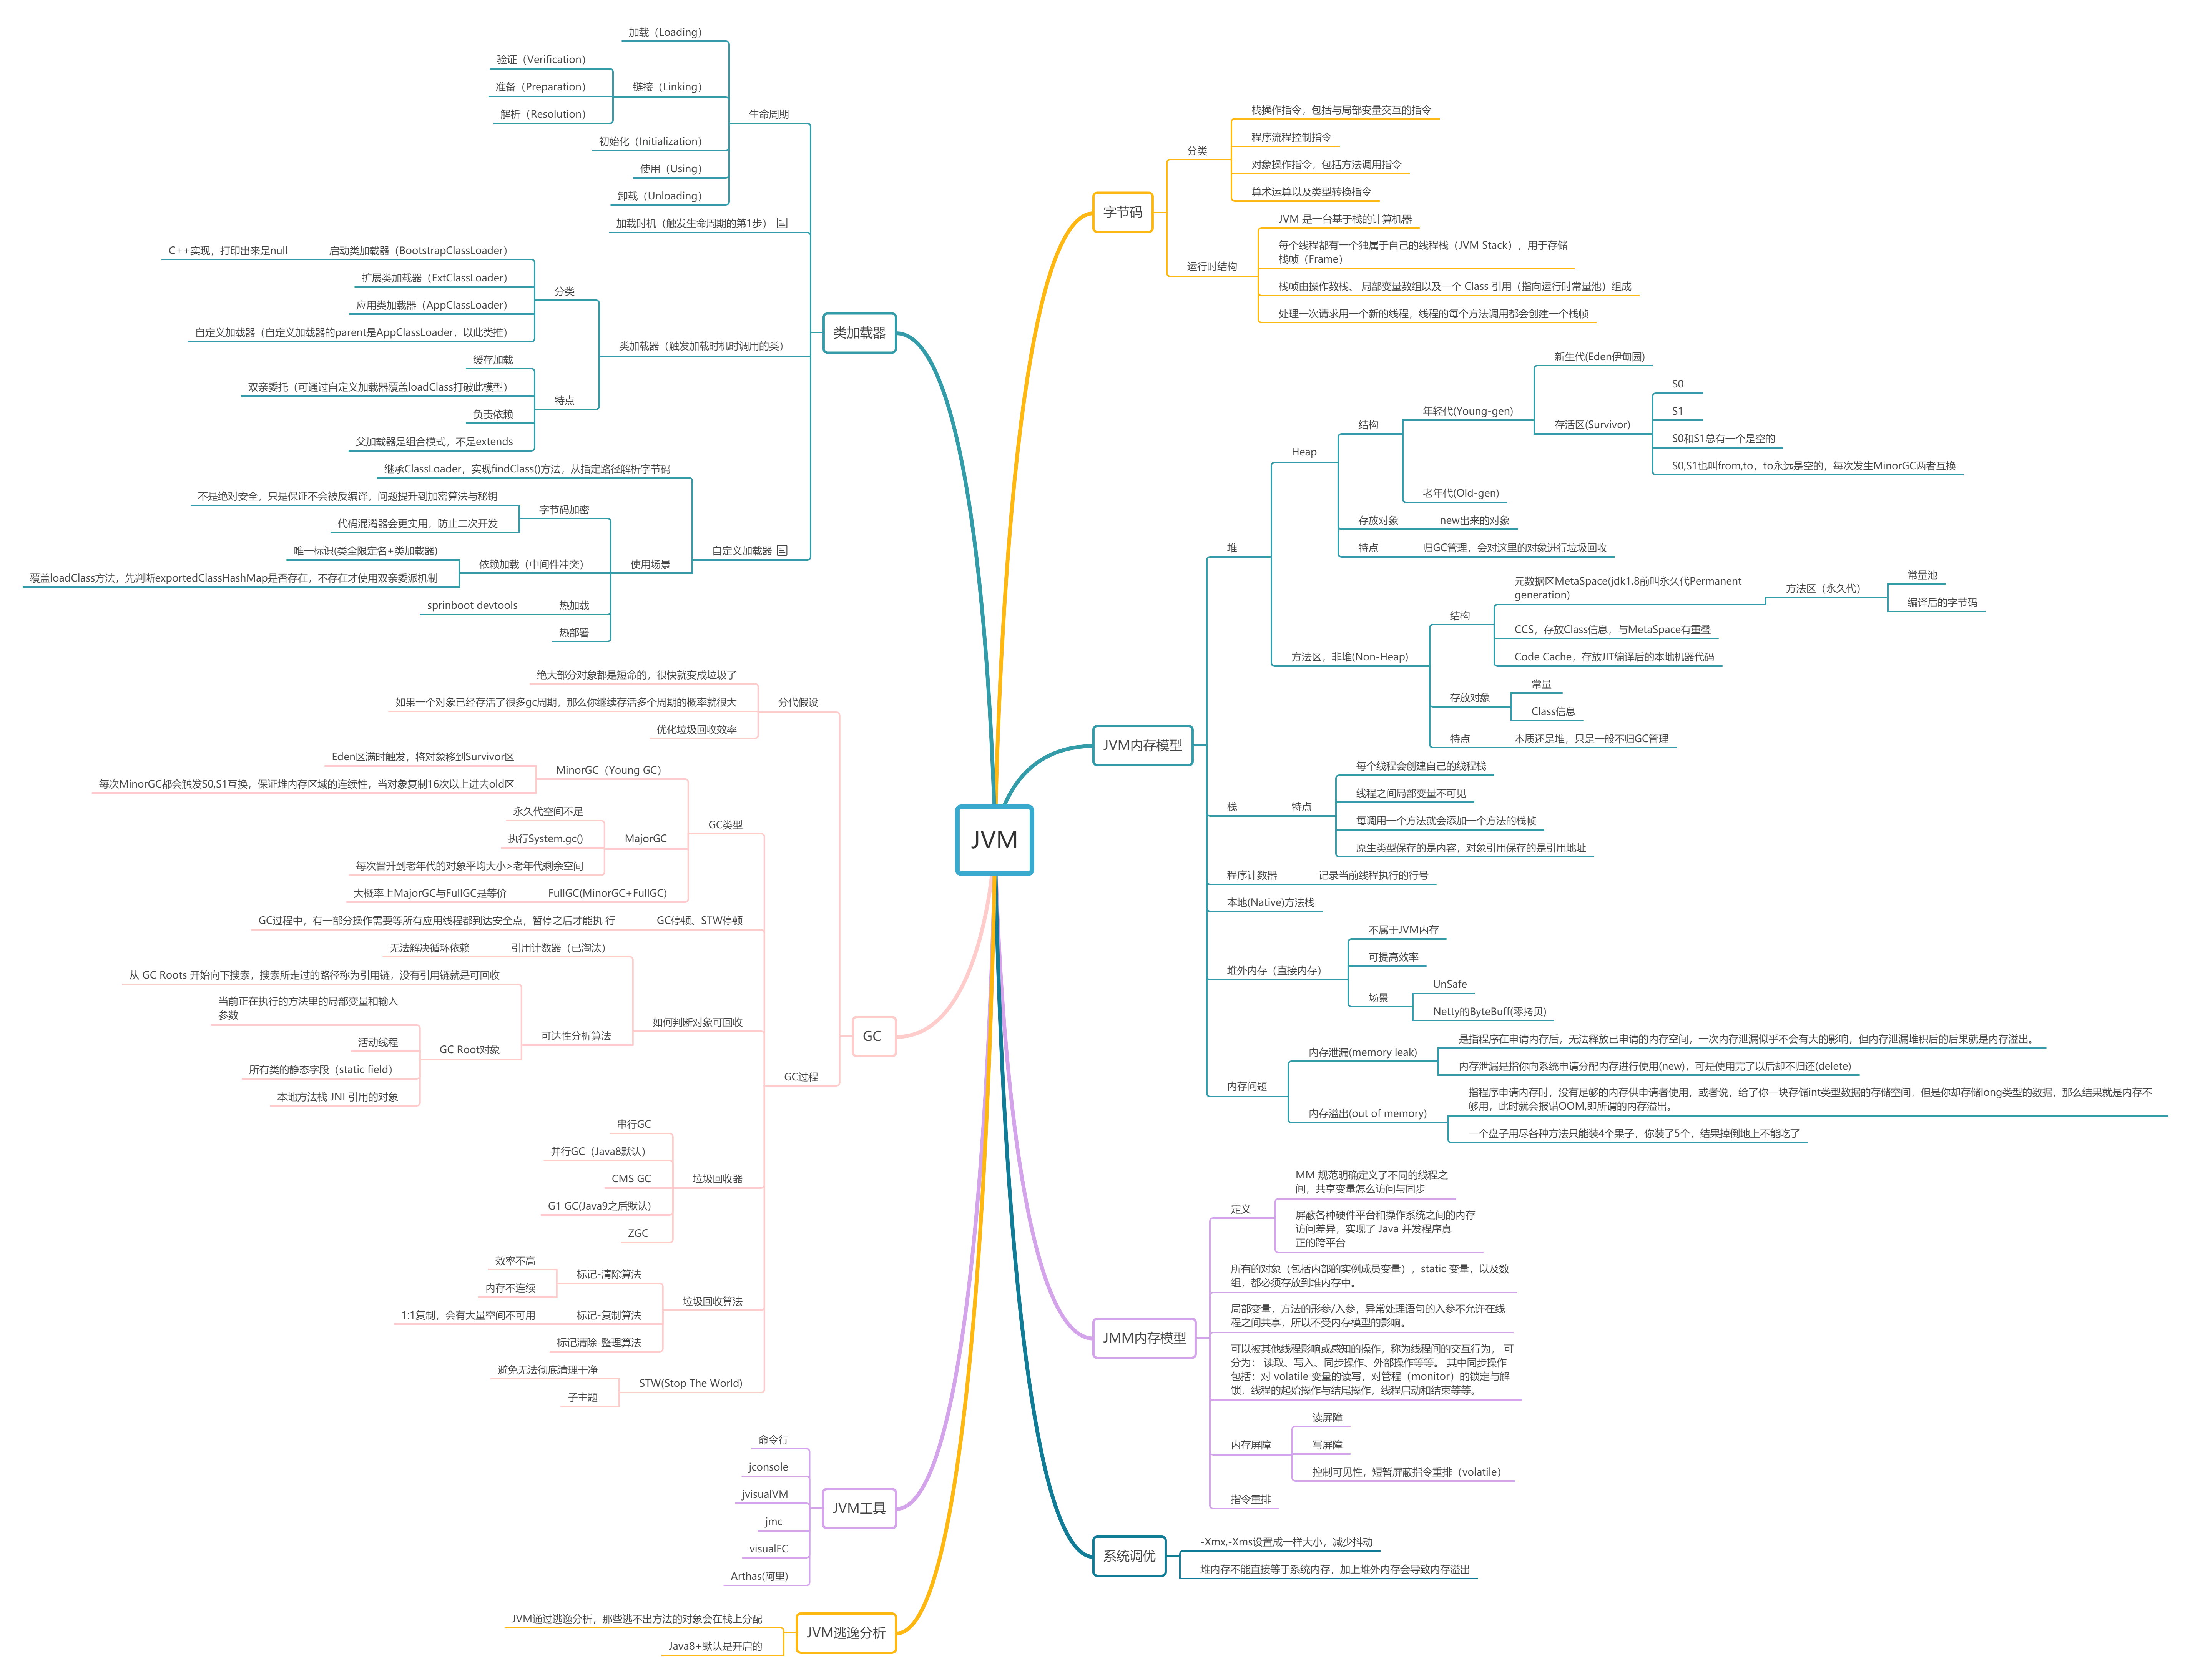 JVM
字节码
分类
栈操作指令，包括与局部变量交互的指令
程序流程控制指令
对象操作指令，包括方法调用指令
算术运算以及类型转换指令
运行时结构
JVM 是一台基于栈的计算机器
每个线程都有一个独属于自己的线程栈（JVM Stack），用于存储
栈帧（Frame）
栈帧由操作数栈、 局部变量数组以及一个 Class 引用（指向运行时常量池）组成
处理一次请求用一个新的线程，线程的每个方法调用都会创建一个栈帧
JVM内存模型
堆
Heap
结构
年轻代(Young-gen)
新生代(Eden伊甸园)
存活区(Survivor)
S0
S1
S0和S1总有一个是空的
S0,S1也叫from,to，to永远是空的，每次发生MinorGC两者互换
老年代(Old-gen)
存放对象
new出来的对象
特点
归GC管理，会对这里的对象进行垃圾回收
方法区，非堆(Non-Heap)
结构
元数据区MetaSpace(jdk1.8前叫永久代Permanent
generation)
方法区（永久代）
常量池
编译后的字节码
CCS，存放Class信息，与MetaSpace有重叠
Code Cache，存放JIT编译后的本地机器代码
存放对象
常量
Class信息
特点
本质还是堆，只是一般不归GC管理
栈
特点
每个线程会创建自己的线程栈
线程之间局部变量不可见
每调用一个方法就会添加一个方法的栈帧
原生类型保存的是内容，对象引用保存的是引用地址
程序计数器
记录当前线程执行的行号
本地(Native)方法栈
堆外内存（直接内存）
不属于JVM内存
可提高效率
场景
UnSafe
Netty的ByteBuff(零拷贝)
内存问题
内存泄漏(memory leak)
是指程序在申请内存后，无法释放已申请的内存空间，一次内存泄漏似乎不会有大的影响，但内存泄漏堆积后的后果就是内存溢出。
内存泄漏是指你向系统申请分配内存进行使用(new)，可是使用完了以后却不归还(delete)
内存溢出(out of memory)
指程序申请内存时，没有足够的内存供申请者使用，或者说，给了你一块存储int类型数据的存储空间，但是你却存储long类型的数据，那么结果就是内存不
够用，此时就会报错OOM,即所谓的内存溢出。
一个盘子用尽各种方法只能装4个果子，你装了5个，结果掉倒地上不能吃了
JMM内存模型
定义
MM 规范明确定义了不同的线程之
间，共享变量怎么访问与同步
屏蔽各种硬件平台和操作系统之间的内存
访问差异，实现了 Java 并发程序真
正的跨平台
所有的对象（包括内部的实例成员变量），static 变量，以及数
组，都必须存放到堆内存中。
局部变量，方法的形参/入参，异常处理语句的入参不允许在线
程之间共享，所以不受内存模型的影响。
可以被其他线程影响或感知的操作，称为线程间的交互行为， 可
分为： 读取、写入、同步操作、外部操作等等。 其中同步操作
包括：对 volatile 变量的读写，对管程（monitor）的锁定与解
锁，线程的起始操作与结尾操作，线程启动和结束等等。
内存屏障
读屏障
写屏障
控制可见性，短暂屏蔽指令重排（volatile）
指令重排
系统调优
-Xmx,-Xms设置成一样大小，减少抖动
堆内存不能直接等于系统内存，加上堆外内存会导致内存溢出
类加载器
生命周期
加载（Loading）
链接（Linking）
验证（Verification）
准备（Preparation）
解析（Resolution）
初始化（Initialization）
使用（Using）
卸载（Unloading）
加载时机（触发生命周期的第1步）
类加载器（触发加载时机时调用的类）
分类
启动类加载器（BootstrapClassLoader）
C++实现，打印出来是null
扩展类加载器（ExtClassLoader）
应用类加载器（AppClassLoader）
自定义加载器（自定义加载器的parent是AppClassLoader，以此类推）
特点
缓存加载
双亲委托（可通过自定义加载器覆盖loadClass打破此模型）
负责依赖
父加载器是组合模式，不是extends
自定义加载器
继承ClassLoader，实现findClass()方法，从指定路径解析字节码
使用场景
字节码加密
不是绝对安全，只是保证不会被反编译，问题提升到加密算法与秘钥
代码混淆器会更实用，防止二次开发
依赖加载（中间件冲突）
唯一标识(类全限定名+类加载器)
覆盖loadClass方法，先判断exportedClassHashMap是否存在，不存在才使用双亲委派机制
热加载
sprinboot devtools
热部署
GC
分代假设
绝大部分对象都是短命的，很快就变成垃圾了
如果一个对象已经存活了很多gc周期，那么你继续存活多个周期的概率就很大
优化垃圾回收效率
GC过程
GC类型
MinorGC（Young GC）
Eden区满时触发，将对象移到Survivor区
每次MinorGC都会触发S0,S1互换，保证堆内存区域的连续性，当对象复制16次以上进去old区
MajorGC
永久代空间不足
执行System.gc()
每次晋升到老年代的对象平均大小>老年代剩余空间
FullGC(MinorGC+FullGC)
大概率上MajorGC与FullGC是等价
GC停顿、STW停顿
GC过程中，有一部分操作需要等所有应用线程都到达安全点，暂停之后才能执 行
如何判断对象可回收
引用计数器（已淘汰）
无法解决循环依赖
可达性分析算法
从 GC Roots 开始向下搜索，搜索所走过的路径称为引用链，没有引用链就是可回收
GC Root对象
当前正在执行的方法里的局部变量和输入
参数
活动线程
所有类的静态字段（static field）
本地方法栈 JNI 引用的对象
垃圾回收器
串行GC
并行GC（Java8默认）
CMS GC
G1 GC(Java9之后默认)
ZGC
垃圾回收算法
标记-清除算法
效率不高
内存不连续
标记-复制算法
1:1复制，会有大量空间不可用
标记清除-整理算法
STW(Stop The World)
避免无法彻底清理干净
子主题
JVM工具
命令行
jconsole
jvisualVM
jmc
visualFC
Arthas(阿里)
JVM逃逸分析
JVM通过逃逸分析，那些逃不出方法的对象会在栈上分配
Java8+默认是开启的